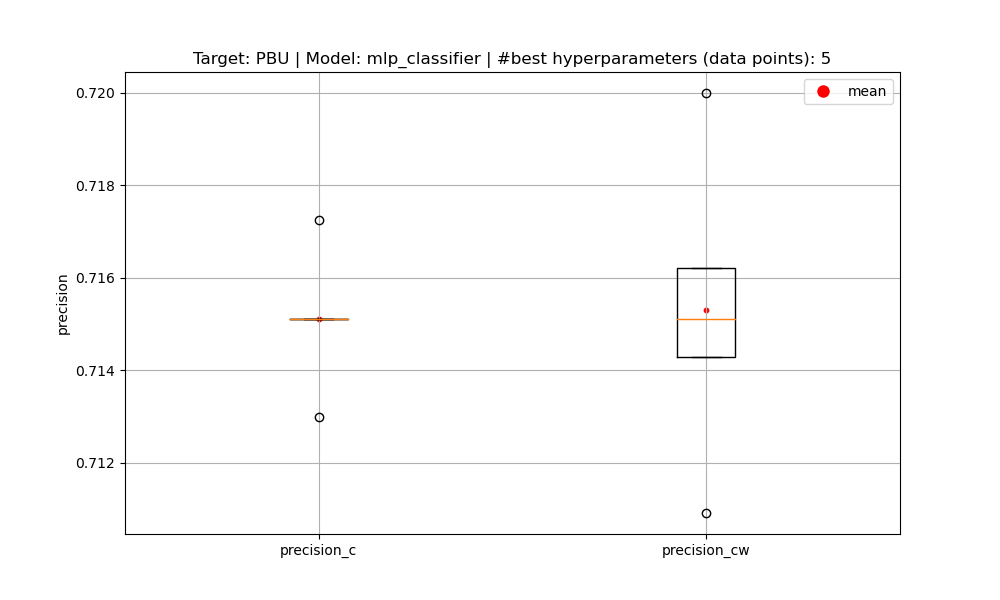 Target: PBU | Model: mlp_classifier | #best hyperparameters (data points): 5
mean
0.720
0.718
0.716
0.714
0.712
precision
precision_c
precision_cw